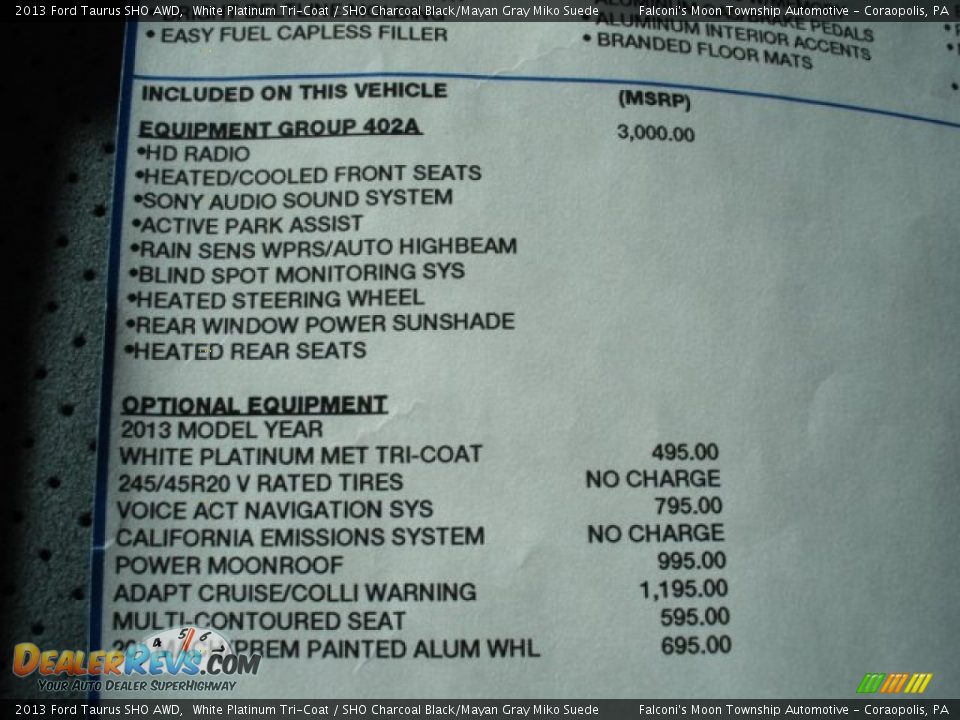 2013 Ford Taurus SHO AWD, White Platinum Tri-Coat / SHO Charcoal Black/Mayan Gray Miko Suede Falconi's Moon Township Automotive - Coraopolis, PA
• EASY FUEL CAPLESS FILLER
• ALUMINUM INTERIOR ACCENTS
• BRANDED FLOOR MATS
PEDALS
INCLUDED ON THIS VEHICLE (MSRP)
EQUIPMENT GROUP 402A 3,000.00
•HD RADIO
•HEATED/COOLED FRONT SEATS
•SONY AUDIO SOUND SYSTEM
•ACTIVE PARK ASSIST
•RAIN SENS WPRS/AUTO HIGHBEAM
•BLIND SPOT MONITORING SYS
•HEATED STEERING WHEEL
•REAR WINDOW POWER SUNSHADE
•HEATED REAR SEATS
OPTIONAL EQUIPMENT
2013 MODEL YEAR
WHITE PLATINUM MET TRI-COAT 495.00
245/45R20 V RATED TIRES NO CHARGE
VOICE ACT NAVIGATION SYS 795.00
CALIFORNIA EMISSIONS SYSTEM NO CHARGE
POWER MOONROOF 995.00
ADAPT CRUISE/COLLI WARNING 1,195.00
MULTI-CONTOURED SEAT 595.00
PREM PAINTED ALUM WHL 695.00
4 5 6
DEALERREVS.COM
YOUR AUTO DEALER SUPERHIGHWAY
2013 Ford Taurus SHO AWD, White Platinum Tri-Coat / SHO Charcoal Black/Mayan Gray Miko Suede Falconi's Moon Township Automotive - Coraopolis, PA